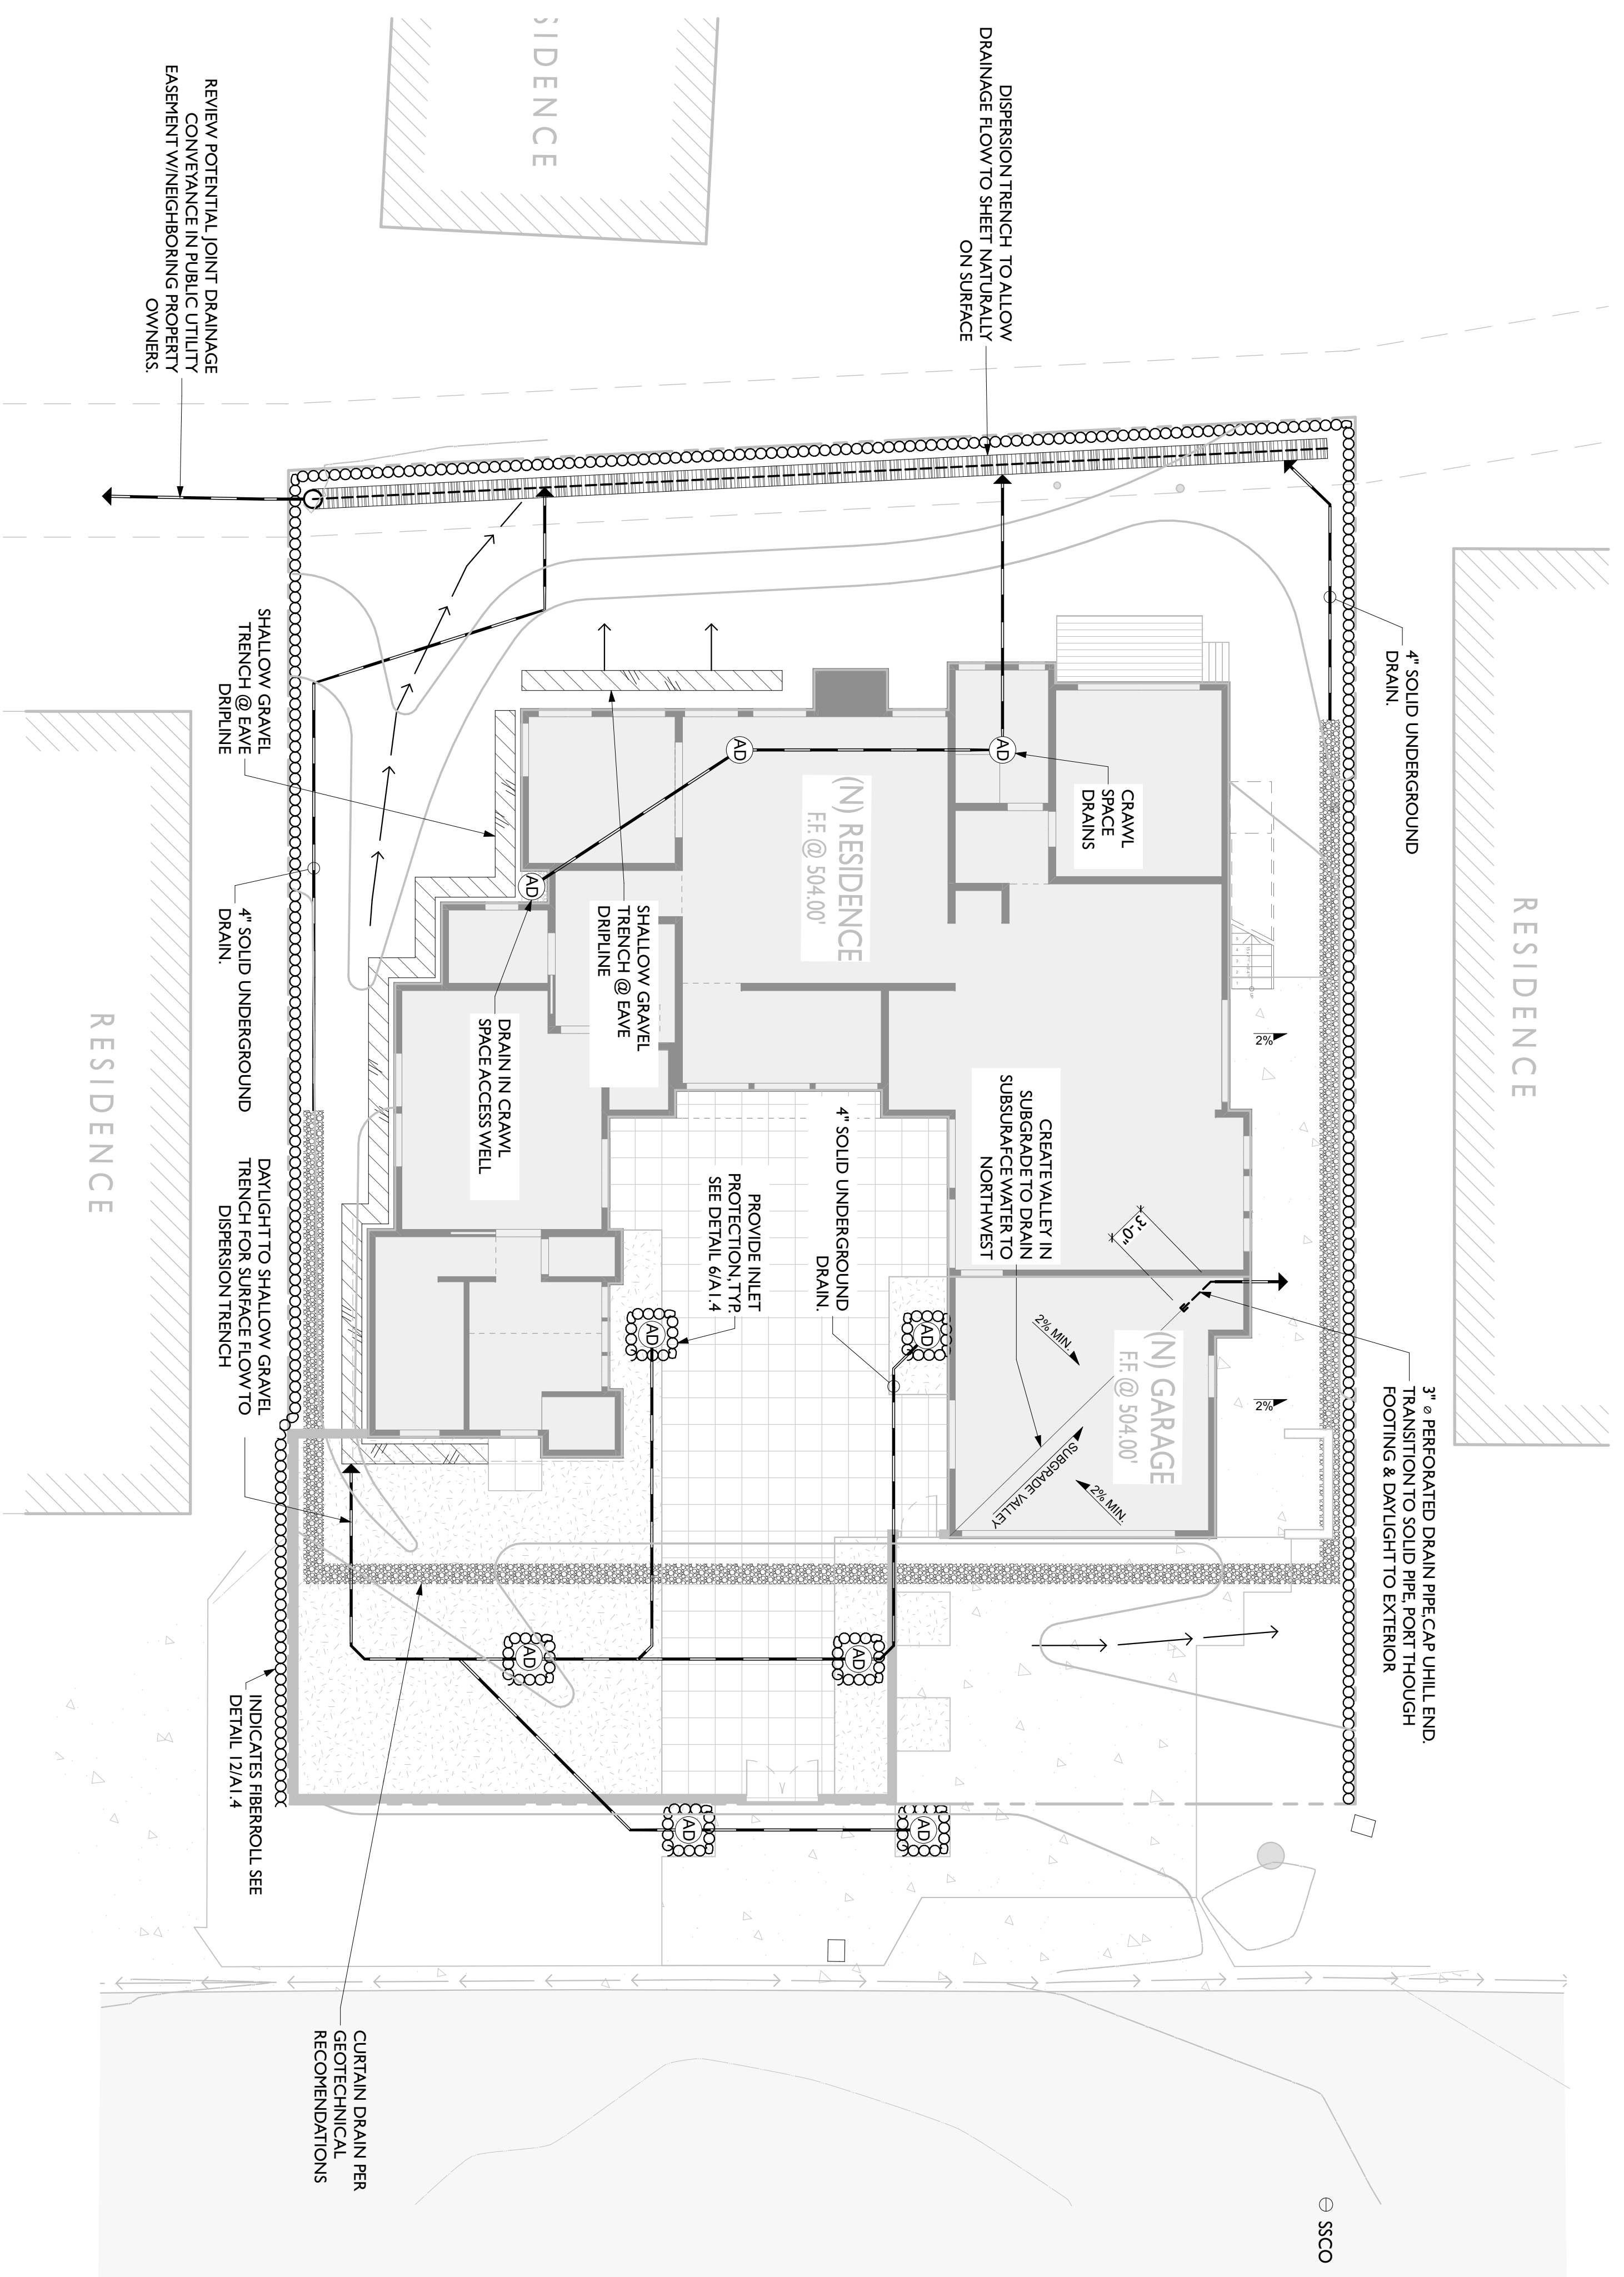 SIDENCE
DISPERSION TRENCH TO ALLOW
DRAINAGE FLOW TO SHEET NATURALLY
ON SURFACE
REVIEW POTENTIAL JOINT DRAINAGE
CONVEYANCE IN PUBLIC UTILITY
EASEMENT W/NEIGHBORING PROPERTY
OWNERS.
4" SOLID UNDERGROUND
DRAIN.
RESIDENCE
SHALLOW GRAVEL
TRENCH @ EAVE
DRIPLINE
AD
AD
AD
CRAWL
SPACE
DRAINS
(N) RESIDENCE
F.F. @ 504.00'
SHALLOW GRAVEL
TRENCH @ EAVE
DRIPLINE
DRAIN IN CRAWL
SPACE ACCESS WELL
4" SOLID UNDERGROUND
DRAIN.
RESIDENCE
2%
CREATE VALLEY IN
SUBGRADE TO DRAIN
SUBSURAFCE WATER TO
NORTHWEST
3'-0"
4" SOLID UNDERGROUND
DRAIN.
PROVIDE INLET
PROTECTION, TYP.
SEE DETAIL 6/A1.4
DAYLIGHT TO SHALLOW GRAVEL
TRENCH FOR SURFACE FLOW TO
DISPERSION TRENCH
2% MIN.
(N) GARAGE
F.F. @ 504.00'
2%
3" ⌀ PERFORATED DRAIN PIPE, CAP UHILL END.
TRANSITION TO SOLID PIPE, PORT THOUGH
FOOTING & DAYLIGHT TO EXTERIOR
AD
AD
SUBGRADE VALLEY
2% MIN.
AD
AD
INDICATES FIBERROLL SEE
DETAIL 12/A1.4
AD
AD
CURTAIN DRAIN PER
GEOTECHNICAL
RECOMENDATIONS
SSCO